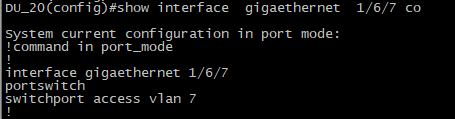 DU_20(config)#show interface  gigaethernet  1/6/7 co
System current configuration in port mode:
!command in port_mode
!
interface gigaethernet 1/6/7
portswitch
switchport access vlan 7
!